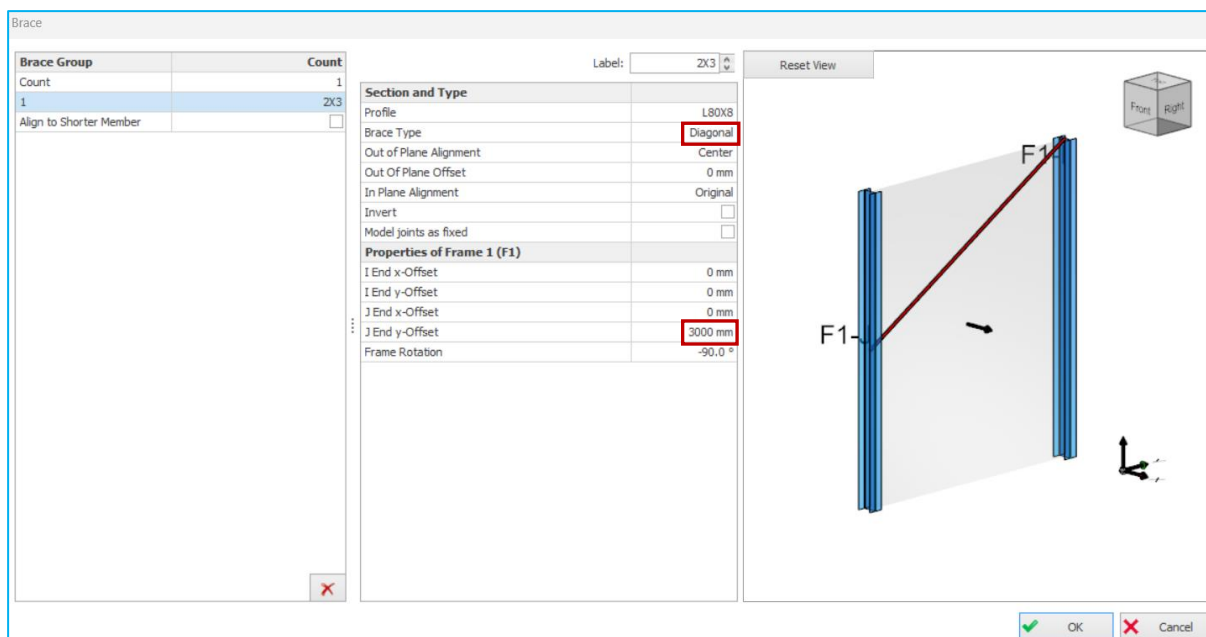 Brace
Brace Group Count
Count 1
1 2X3
Align to Shorter Member
Label: 2X3
Section and Type
Profile L80X8
Brace Type Diagonal
Out of Plane Alignment Center
Out Of Plane Offset 0 mm
In Plane Alignment Original
Invert
Model joints as fixed
Properties of Frame 1 (F1)
I End x-Offset 0 mm
I End y-Offset 0 mm
J End x-Offset 0 mm
J End y-Offset 3000 mm
Frame Rotation -90.0 °
Reset View
Front Right
F1-
F1-
OK Cancel